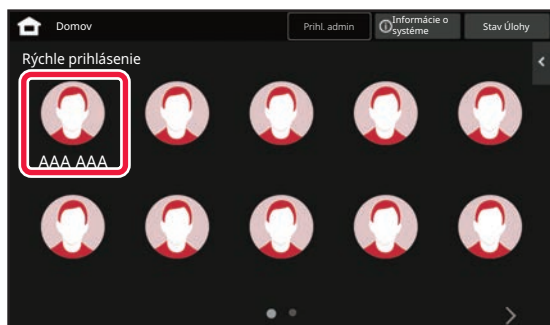 Domov
Prihl. admin
Informácie o
systéme
Stav Úlohy
Rýchle prihlásenie
AAA AAA